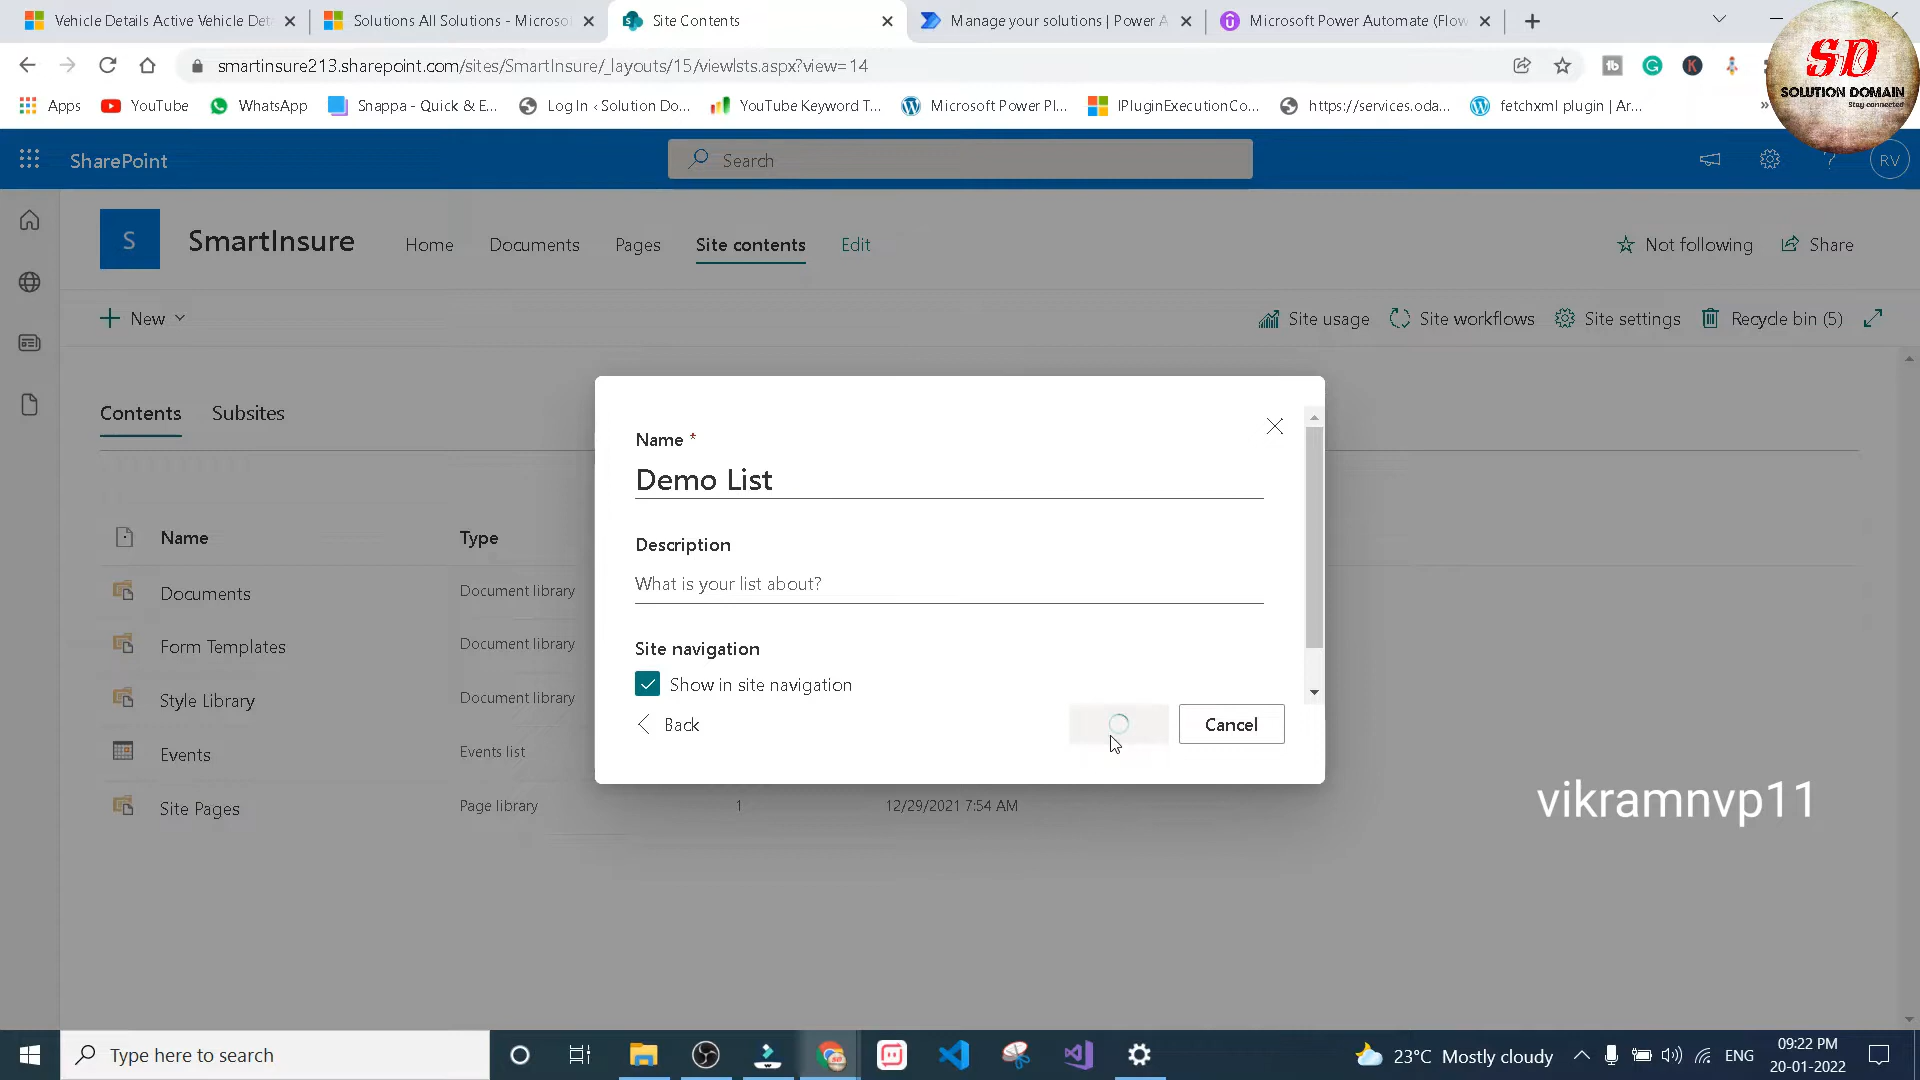 Vehicle Details Active Vehicle Det
Solutions All Solutions - Microso
Site Contents
Manage your solutions | Power A
Microsoft Power Automate (Flow
SD
SOLUTION DOMAIN
Stay connected
smartinsure213.sharepoint.com/sites/SmartInsure/_layouts/15/viewlsts.aspx?view=14
Apps
YouTube
WhatsApp
Snappa - Quick & E...
Log In ‹ Solution Do...
YouTube Keyword T...
Microsoft Power Pl...
IPluginExecutionCo...
https://services.oda...
fetchxml plugin | Ar...
»
SharePoint
Search
?
RV
S
SmartInsure
Home
Documents
Pages
Site contents
Edit
Not following
Share
New
Site usage
Site workflows
Site settings
Recycle bin (5)
Contents
Subsites
Name
Type
Documents
Document library
Form Templates
Document library
Style Library
Document library
Events
Events list
Site Pages
Page library
1
12/29/2021 7:54 AM
Name *
Demo List
Description
What is your list about?
Site navigation
Show in site navigation
Back
Cancel
vikramnvp11
Type here to search
23°C Mostly cloudy
ENG
09:22 PM
20-01-2022